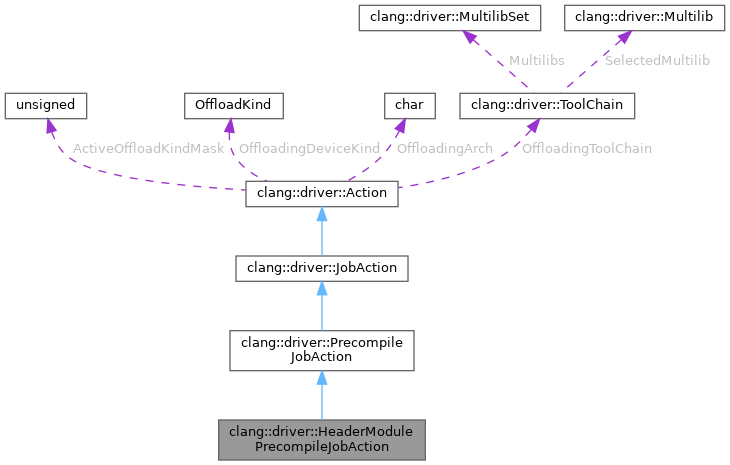 clang::driver::MultilibSet
clang::driver::Multilib
Multilibs
SelectedMultilib
unsigned
OffloadKind
char
clang::driver::ToolChain
ActiveOffloadKindMask
OffloadingDeviceKind
OffloadingArch
OffloadingToolChain
clang::driver::Action
clang::driver::JobAction
clang::driver::Precompile
JobAction
clang::driver::HeaderModule
PrecompileJobAction